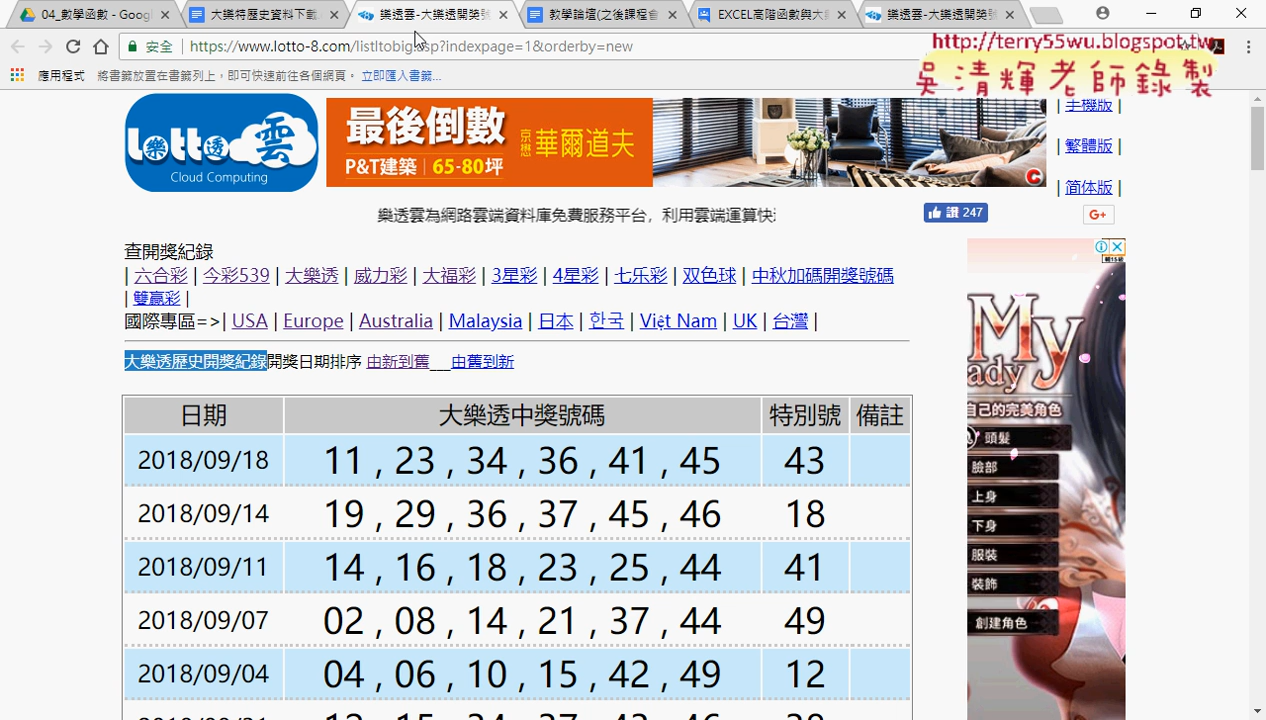 04_數學函數 - Goog
大樂特歷史資料下載
樂透雲-大樂透開獎號
教學論壇(之後課程會
EXCEL高階函數與大數
樂透雲-大樂透開獎號
安全 | https://www.lotto-8.com/listltobig.asp?indexpage=1&orderby=new
http://terry55wu.blogspot.tw
吳清輝老師錄製
應用程式 將書籤放置在書籤列上，即可快速前往各個網頁。 立即匯入書籤...
lotto 樂透雲
Cloud Computing
最後倒數
京懋 華爾道夫
P&T建築 | 65-80坪
| 手機版 |
| 繁體版 |
| 简体版 |
樂透雲為網路雲端資料庫免費服務平台，利用雲端運算快
讚 247
G+
查開獎紀錄
| 六合彩 | 今彩539 | 大樂透 | 威力彩 | 大福彩 | 3星彩 | 4星彩 | 七乐彩 | 双色球 | 中秋加碼開獎號碼
| 雙贏彩 |
國際專區=>| USA | Europe | Australia | Malaysia | 日本 | 한국 | Việt Nam | UK | 台灣 |
大樂透歷史開獎紀錄開獎日期排序 由新到舊___由舊到新
日期 大樂透中獎號碼 特別號 備註
2018/09/18 11 , 23 , 34 , 36 , 41 , 45 43
2018/09/14 19 , 29 , 36 , 37 , 45 , 46 18
2018/09/11 14 , 16 , 18 , 23 , 25 , 44 41
2018/09/07 02 , 08 , 14 , 21 , 37 , 44 49
2018/09/04 04 , 06 , 10 , 15 , 42 , 49 12
My
ady
自己的完美角色
頭髮
臉部
上身
下身
服裝
裝飾
創建角色